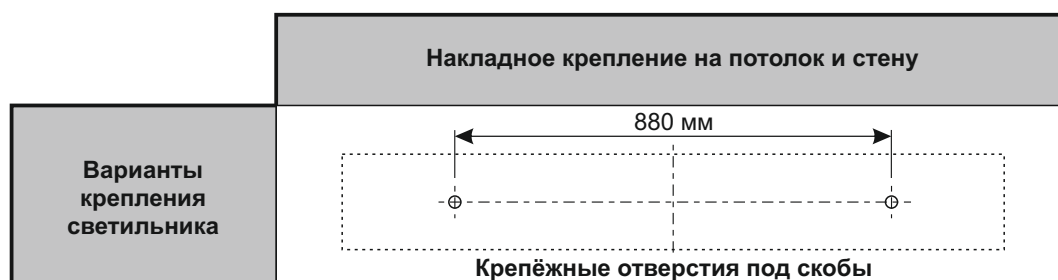 Накладное крепление на потолок и стену
880 мм
Варианты
крепления
светильника
Крепёжные отверстия под скобы